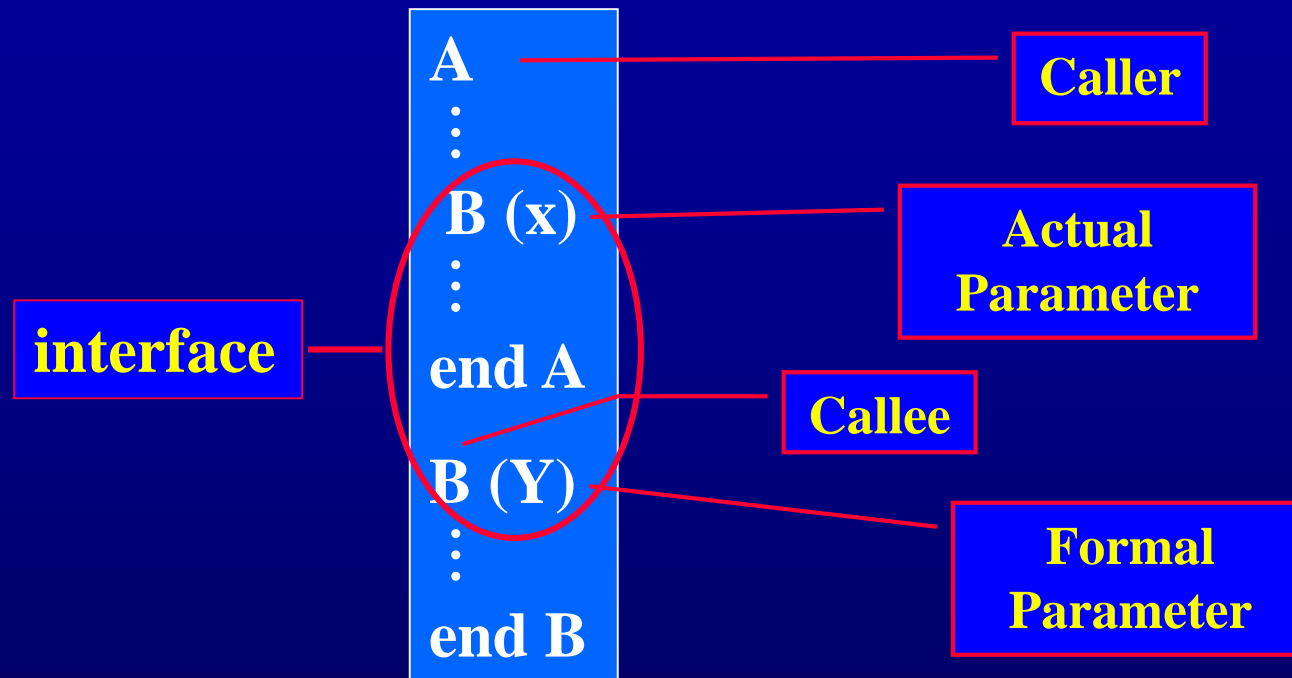 A
Caller
B (x)
Actual
Parameter
interface
end A
Callee
B (Y)
Formal
Parameter
end B